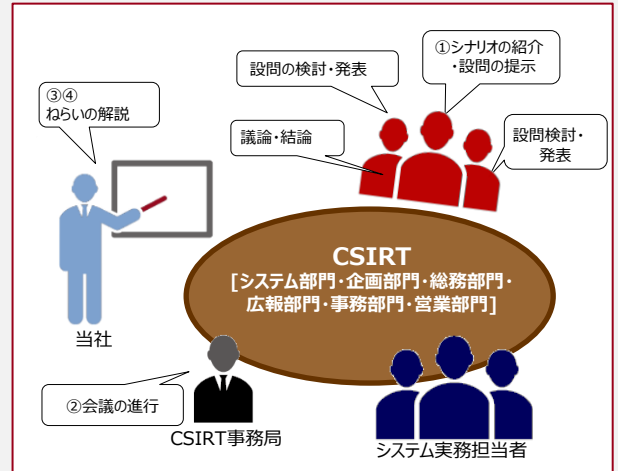 ①シナリオの紹介
・設問の提示
設問の検討・発表
③④
ねらいの解説
議論・結論
設問検討・
発表
CSIRT
[システム部門・企画部門・総務部門・
広報部門・事務部門・営業部門]
当社
②会議の進行
CSIRT事務局
システム実務担当者